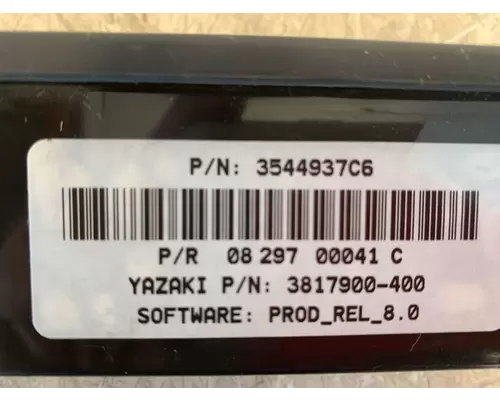 P/N: 3544937C6
P/R 08 297 00041 C
YAZAKI P/N: 3817900-400
SOFTWARE: PROD_REL_8.0